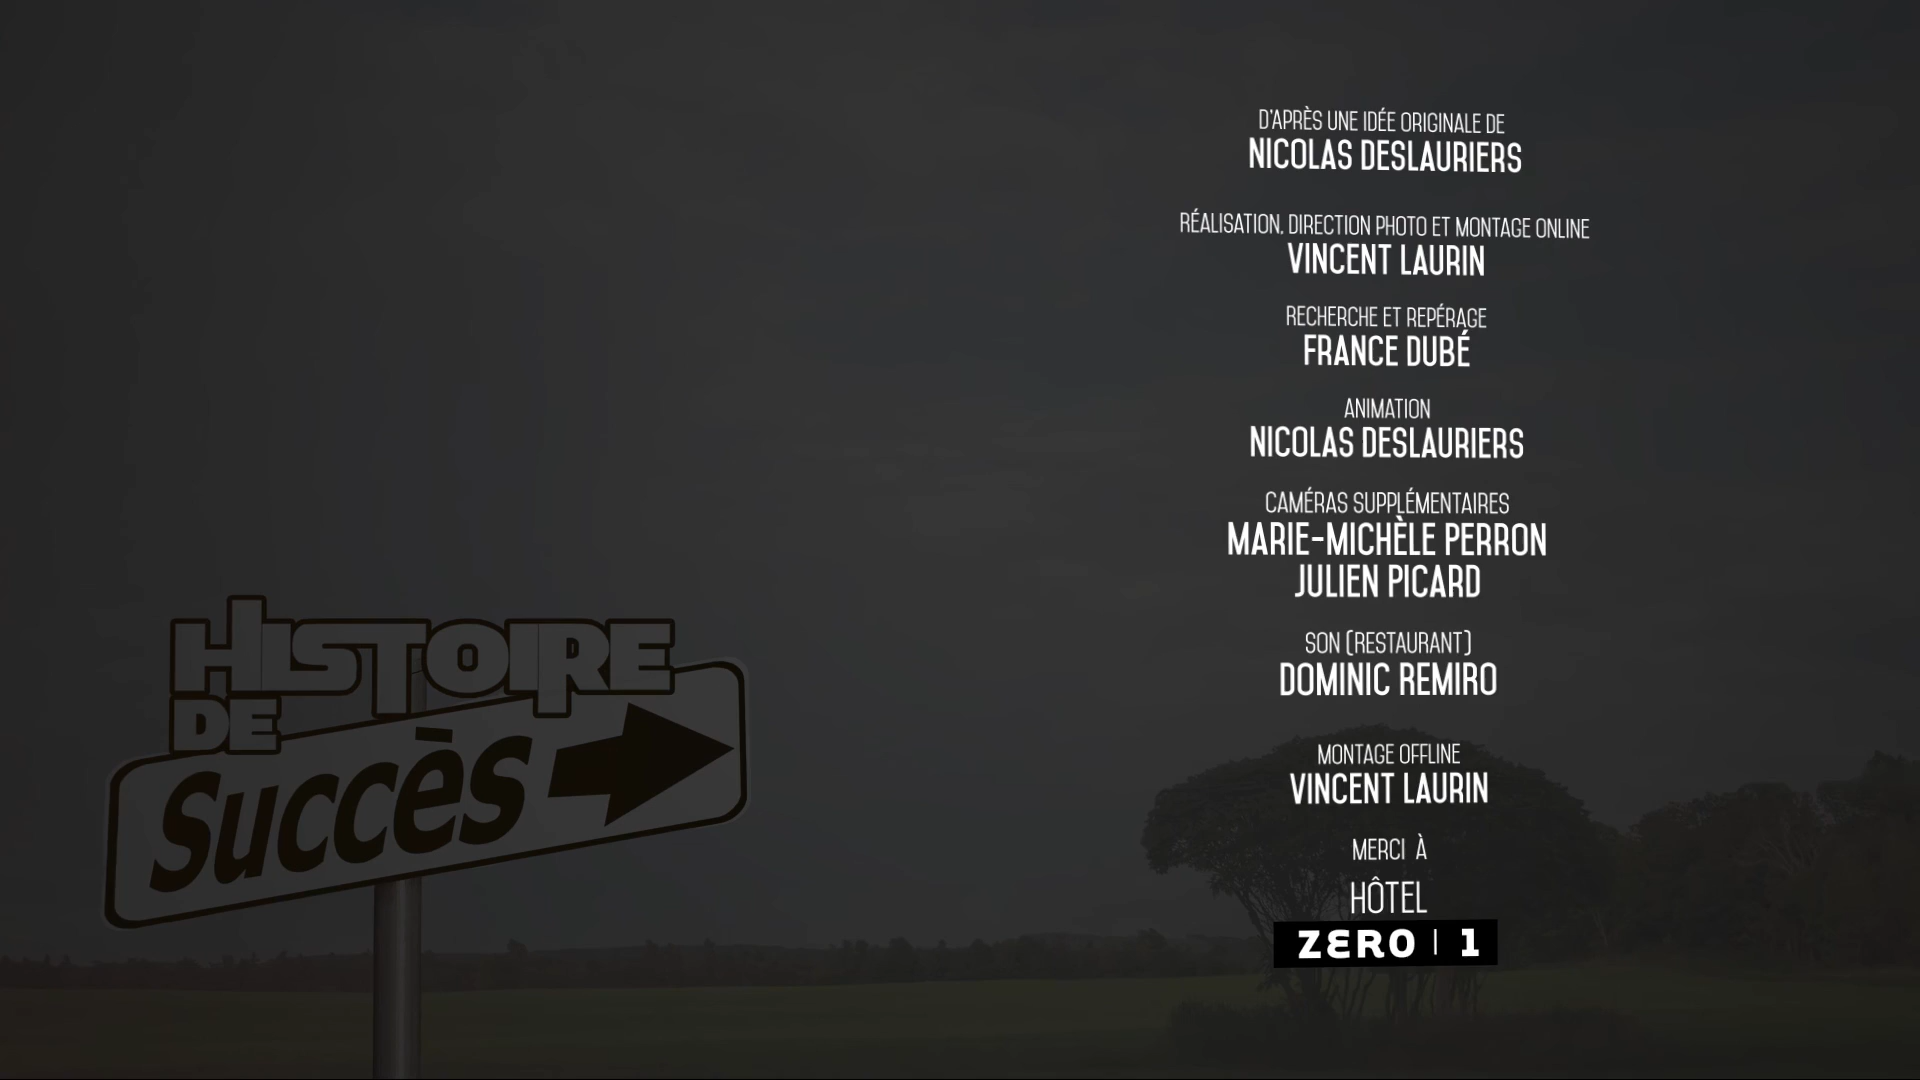 D'APRÈS UNE IDÉE ORIGINALE DE
NICOLAS DESLAURIERS
RÉALISATION, DIRECTION PHOTO ET MONTAGE ONLINE
VINCENT LAURIN
RECHERCHE ET REPÉRAGE
FRANCE DUBÉ
ANIMATION
NICOLAS DESLAURIERS
CAMÉRAS SUPPLÉMENTAIRES
MARIE-MICHÈLE PERRON
JULIEN PICARD
SON (RESTAURANT)
DOMINIC REMIRO
MONTAGE OFFLINE
VINCENT LAURIN
MERCI À
HÔTEL
ZERO | 1
HISTOIRE
DE
Succès